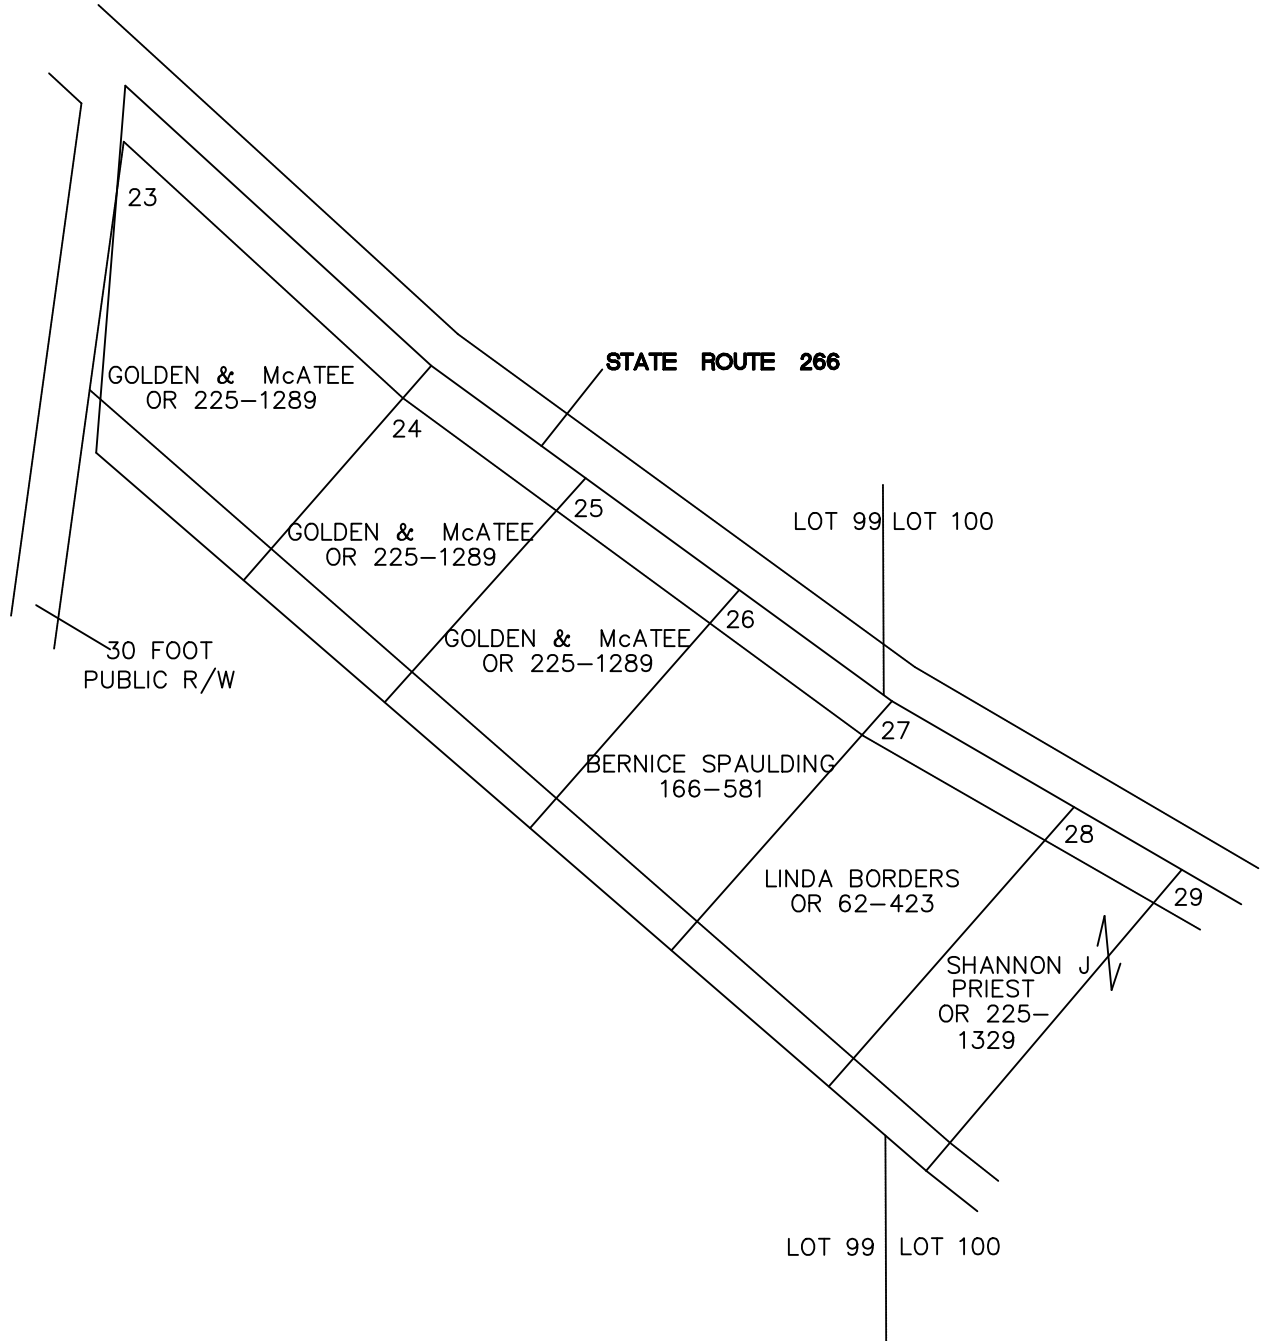 23
GOLDEN & McATEE
OR 225-1289
STATE ROUTE 266
24
GOLDEN & McATEE
OR 225-1289
25
LOT 99 LOT 100
GOLDEN & McATEE
OR 225-1289
26
30 FOOT
PUBLIC R/W
BERNICE SPAULDING
166-581
27
LINDA BORDERS
OR 62-423
28
SHANNON J
PRIEST
OR 225-
1329
29
LOT 99 LOT 100